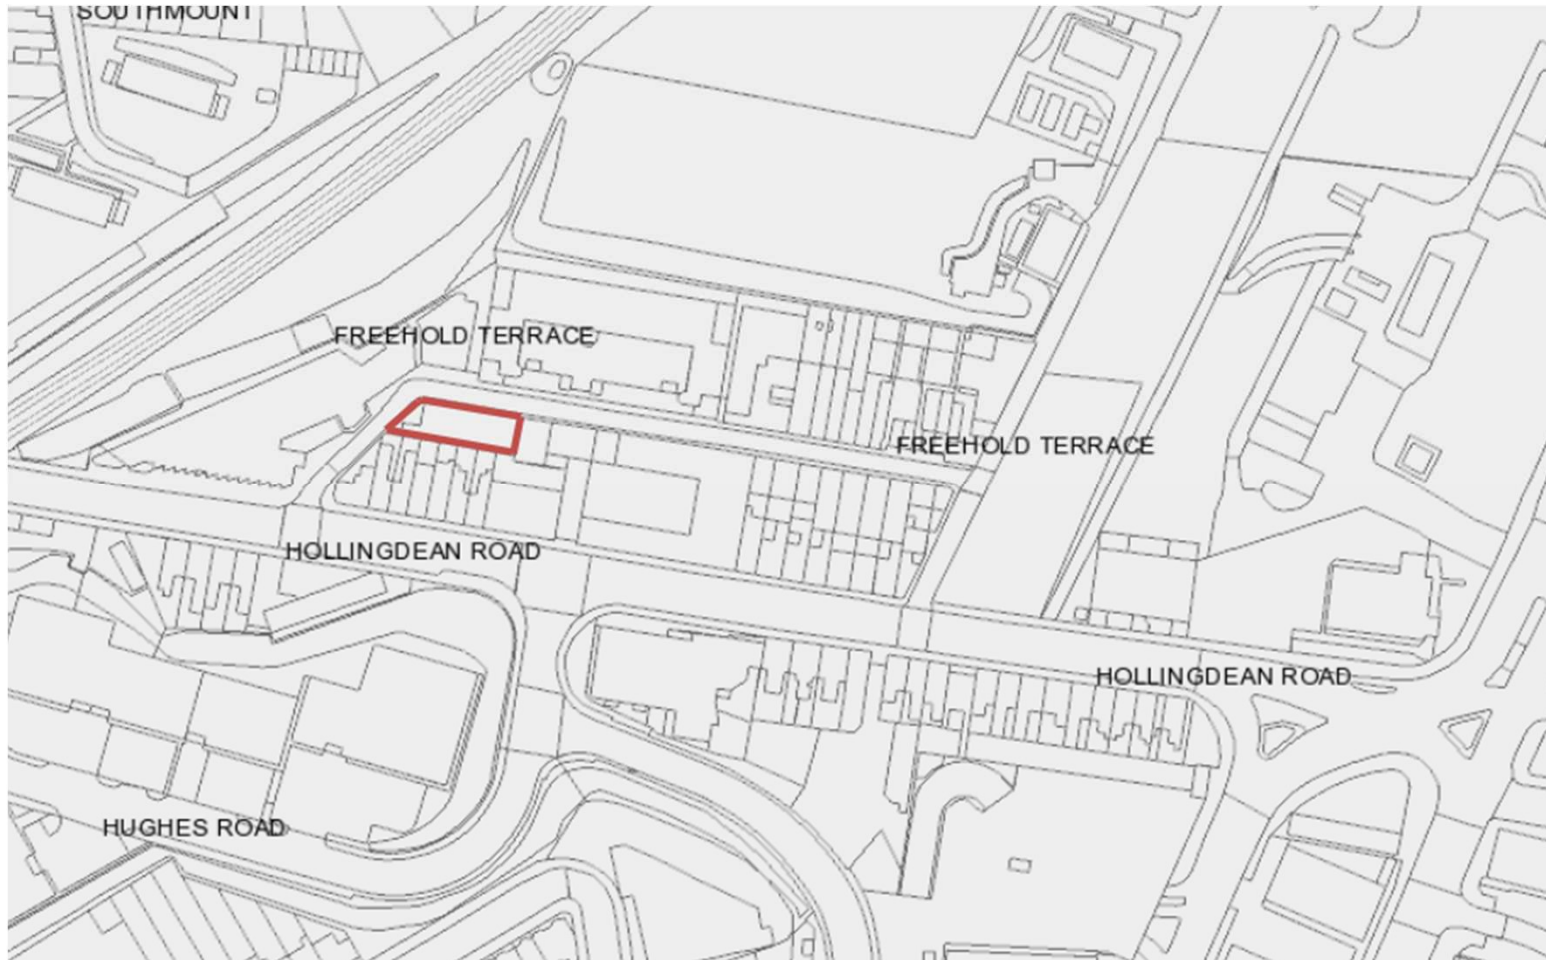 SOUTHMOUNT
FREEHOLD TERRACE
FREEHOLD TERRACE
HOLLINGDEAN ROAD
HOLLINGDEAN ROAD
HUGHES ROAD